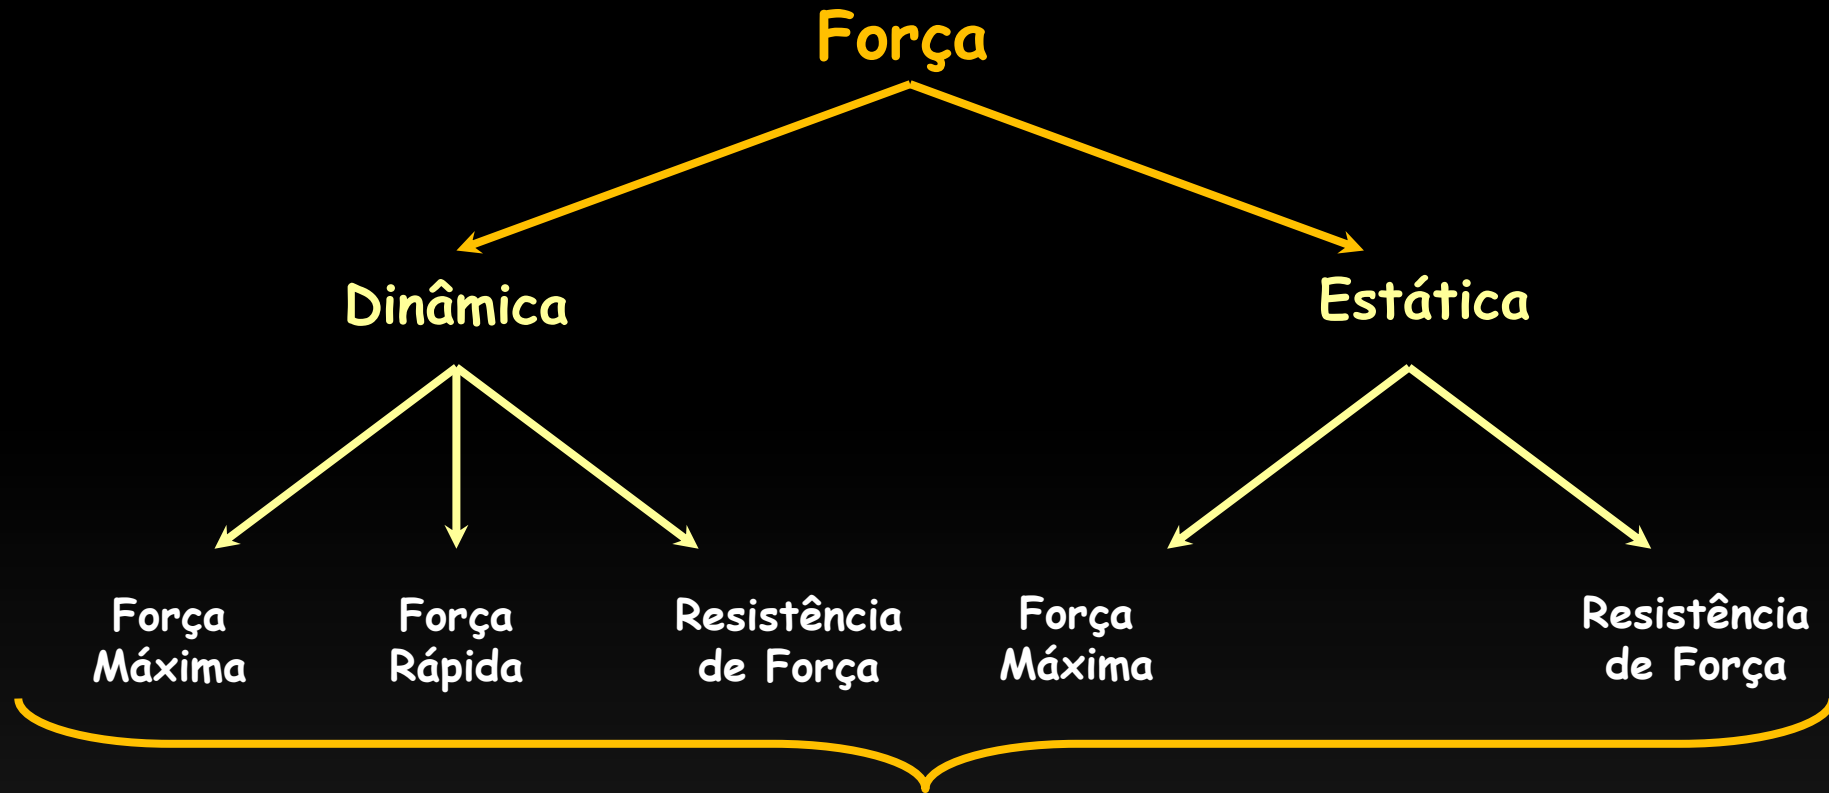 Força
Dinâmica
Estática
Força
Máxima
Força
Rápida
Resistência
de Força
Força
Máxima
Resistência
de Força